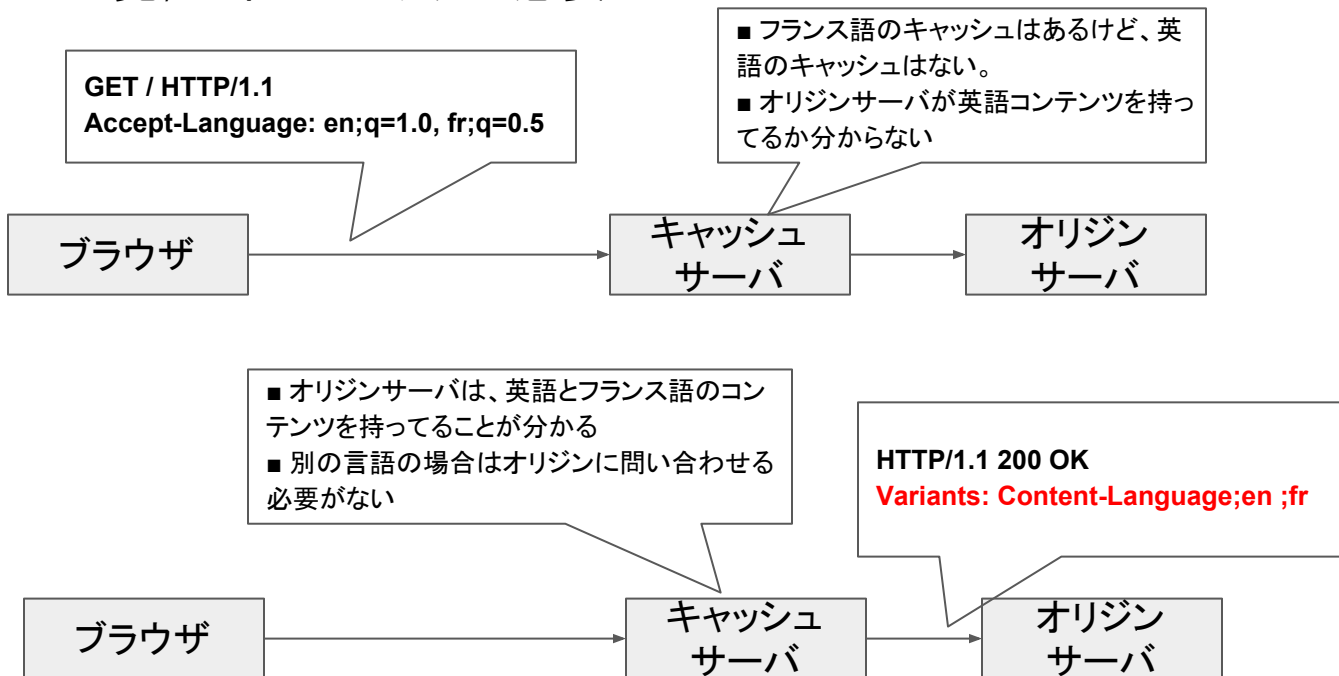 GET / HTTP/1.1
Accept-Language: en;q=1.0, fr;q=0.5
■ フランス語のキャッシュはあるけど、英
語のキャッシュはない。
■ オリジンサーバが英語コンテンツを持っ
てるか分からない
ブラウザ
キャッシュ
サーバ
オリジン
サーバ
■ オリジンサーバは、英語とフランス語のコン
テンツを持ってることが分かる
■ 別の言語の場合はオリジンに問い合わせる
必要がない
HTTP/1.1 200 OK
Variants: Content-Language;en ;fr
ブラウザ
キャッシュ
サーバ
オリジン
サーバ